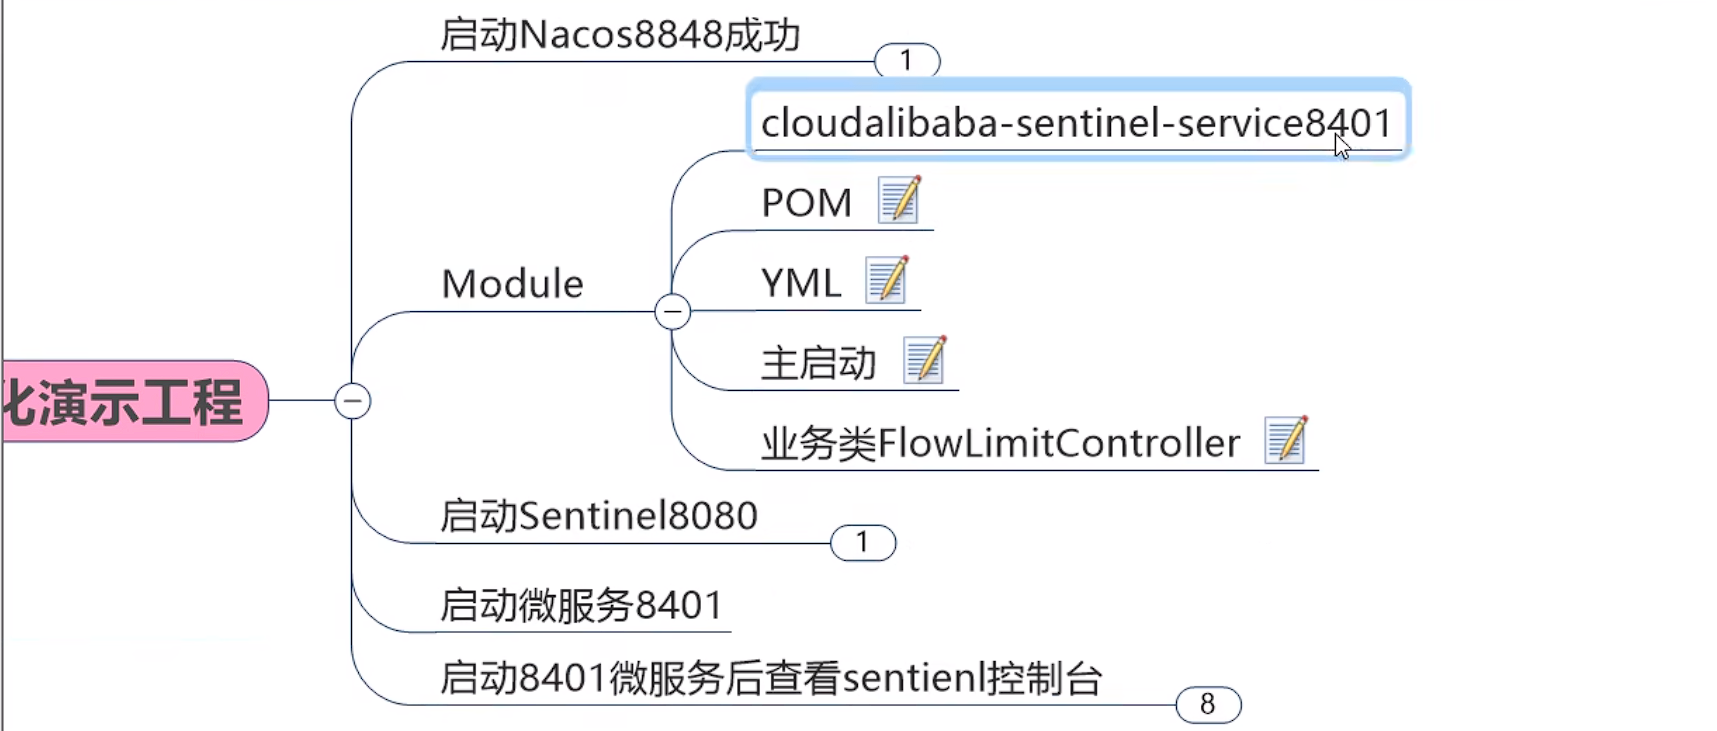 启动Nacos8848成功
1
cloudalibaba-sentinel-service8401
POM
YML
Module
主启动
化演示工程
业务类FlowLimitController
启动Sentinel8080
1
启动微服务8401
启动8401微服务后查看sentienl控制台
8